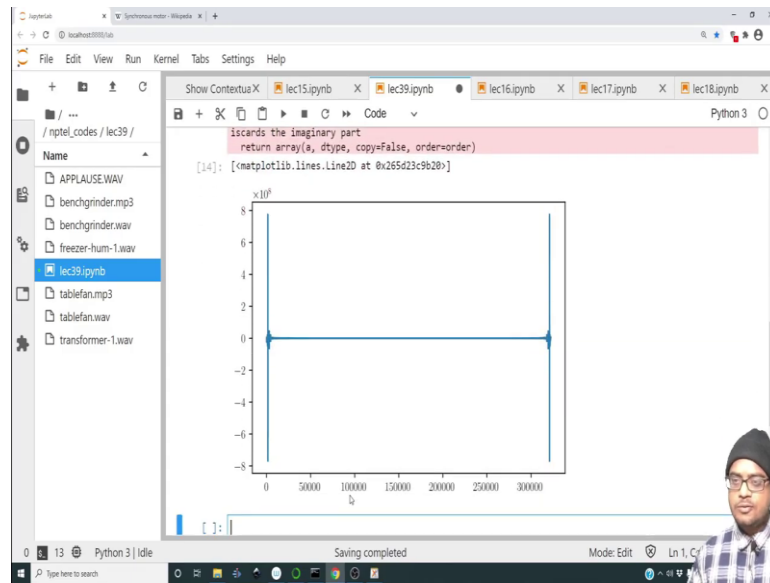 JupyterLab
Synchronous motor - Wikipedia
localhost:8888/lab
File Edit View Run Kernel Tabs Settings Help
Show Contextua lec15.ipynb lec39.ipynb lec16.ipynb lec17.ipynb lec18.ipynb
Code Python 3
/ ...
/ nptel_codes / lec39 /
Name
APPLAUSE.WAV
benchgrinder.mp3
benchgrinder.wav
freezer-hum-1.wav
lec39.ipynb
tablefan.mp3
tablefan.wav
transformer-1.wav
iscards the imaginary part
return array(a, dtype, copy=False, order=order)
[14]: [<matplotlib.lines.Line2D at 0x265d23c9b20>]
8
6
4
2
0
−2
−4
−6
−8
0 50000 100000 150000 200000 250000 300000
[ ]:
0 13 Python 3 | Idle Saving completed Mode: Edit Ln 1,
Type here to search